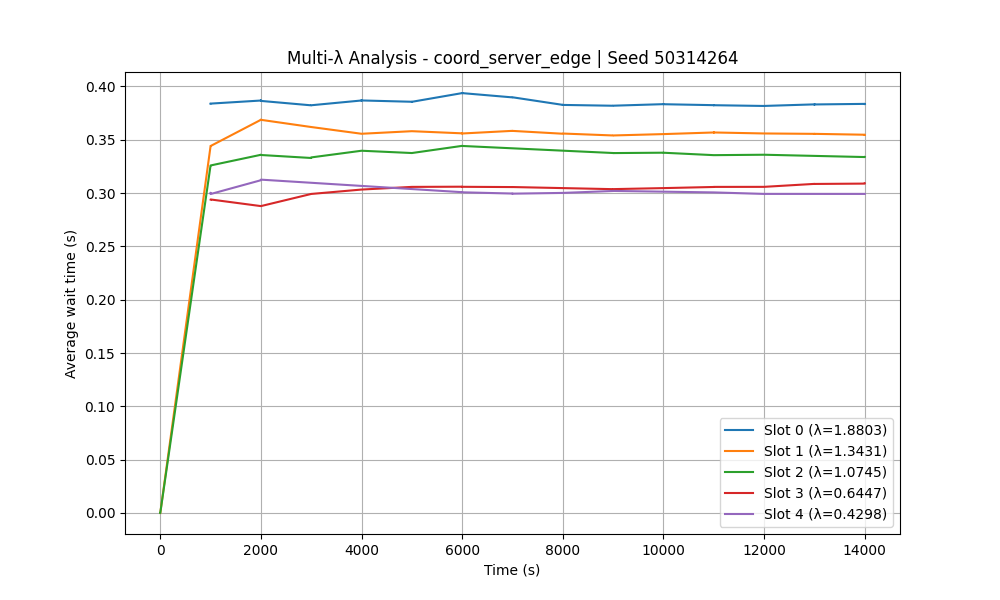 Multi-λ Analysis - coord_server_edge | Seed 50314264
0.40
0.35
0.30
0.25
0.20
0.15
0.10
0.05
0.00
Average wait time (s)
0 2000 4000 6000 8000 10000 12000 14000
Time (s)
Slot 0 (λ=1.8803)
Slot 1 (λ=1.3431)
Slot 2 (λ=1.0745)
Slot 3 (λ=0.6447)
Slot 4 (λ=0.4298)